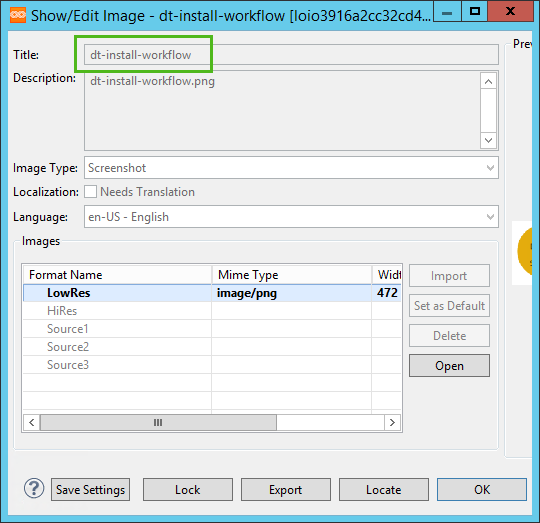 Show/Edit Image - dt-install-workflow [loio3916a2cc32cd4...
Title: dt-install-workflow
Description: dt-install-workflow.png
Image Type: Screenshot
Localization: Needs Translation
Language: en-US - English
Images
Format Name Mime Type
LowRes image/png 472
HiRes
Source1
Source2
Source3
Import
Set as Default
Delete
Open
? Save Settings Lock Export Locate OK